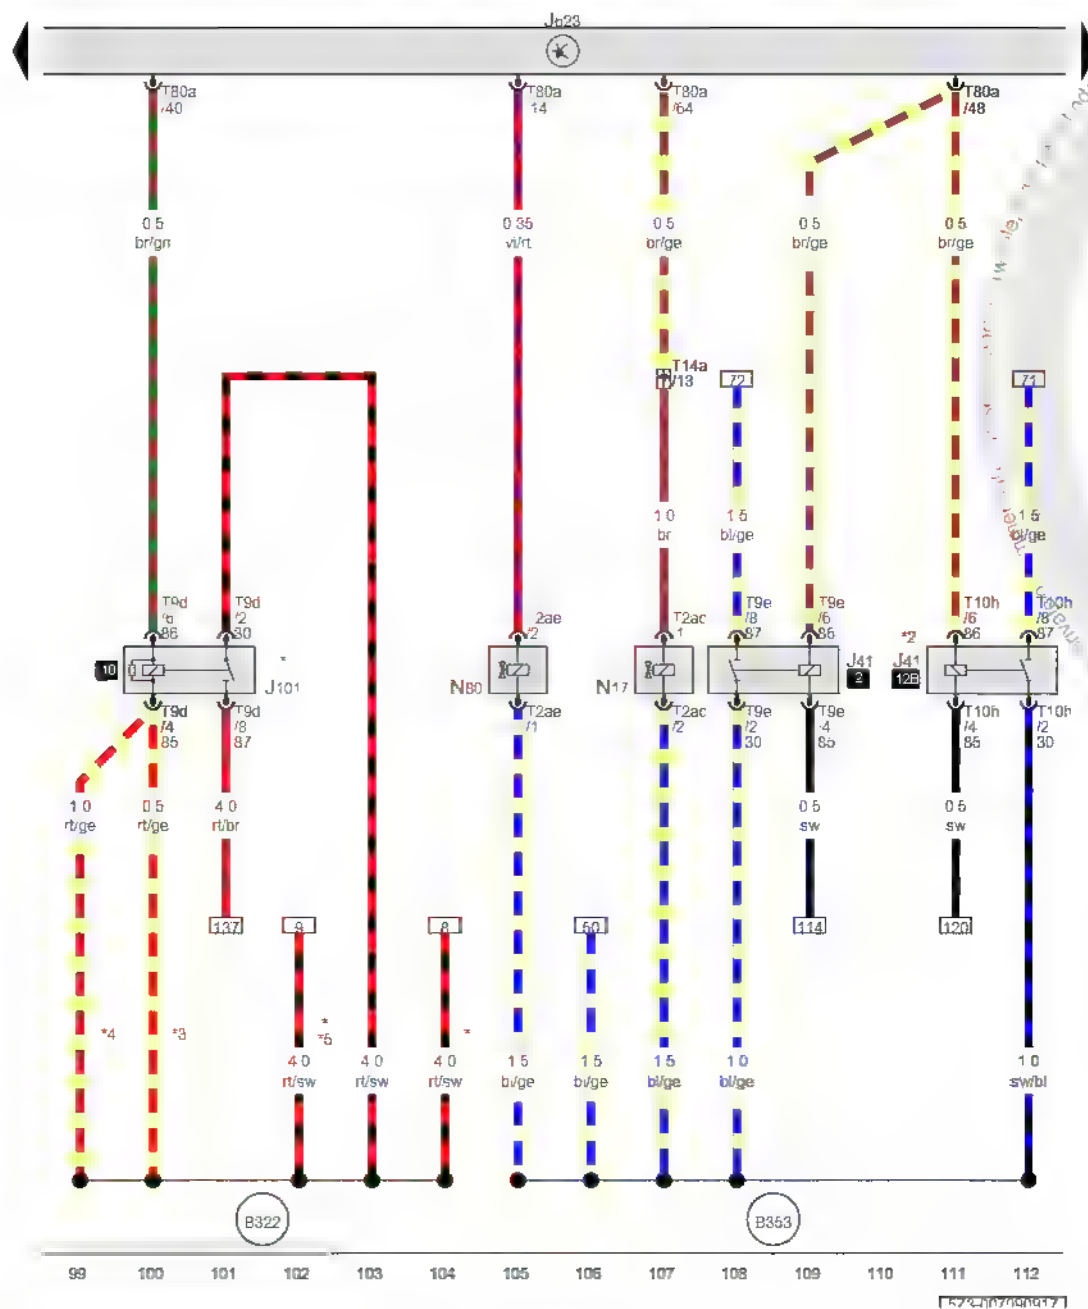 T80a T80a T80a T80a
/40 14 /64 /48
0 5 0 35 0 5 0 5 0 5
br/gn vi/rt br/ge br/ge br/ge
T14a
/13 72 71
1 0 1 5 1 5
br bl/ge bl/ge
T9d T9d T9e T9e T10h T10h
/6 /2 2ae T2ac /8 /6 /6 /8
86 30 /2 1 87 86 *2 86 87
10 * J101 N80 N17 J41 2 J41 12B
T9d T9d T2ae T2ac T9e T9e T10h T10h
/4 /8 /1 /2 /2 4 /4 /2
85 87 30 85 85 30
1 0 0 5 4 0 0 5 0 5
rt/ge rt/ge rt/br sw sw
137 9 8 50 114 120
*4 *3 * *
*5
4 0 4 0 4 0 1 5 1 5 1 5 1 0 1 0
rt/sw rt/sw rt/sw bl/ge bl/ge bl/ge bl/ge sw/bl
B322 B353
99 100 101 102 103 104 105 106 107 108 109 110 111 112